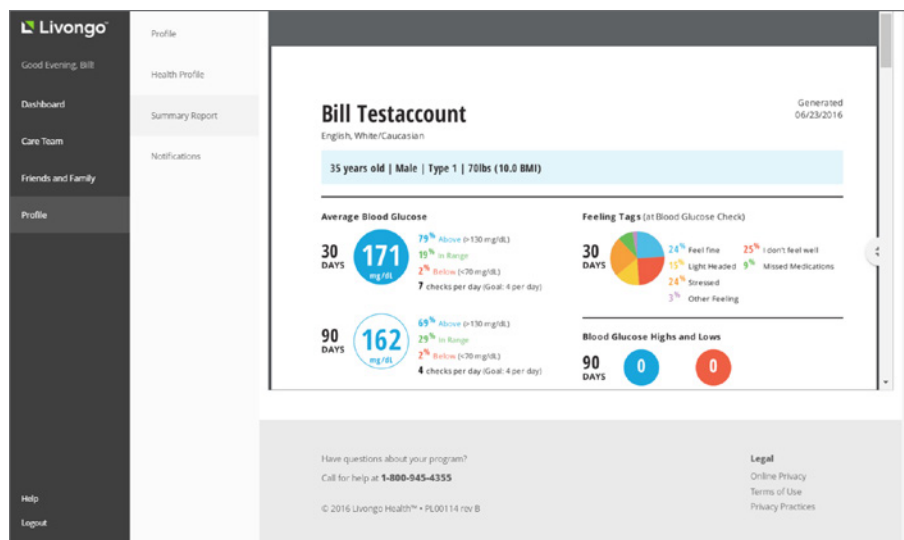 Livongo
Good Evening, Bill!
Dashboard
Care Team
Friends and Family
Profile
Help
Logout
Profile
Health Profile
Summary Report
Notifications
Bill Testaccount
English, White/Caucasian
Generated
06/23/2016
35 years old | Male | Type 1 | 70lbs (10.0 BMI)
Average Blood Glucose
30 DAYS
171 mg/dL
79% Above (>130 mg/dL)
19% In Range
2% Below (<70 mg/dL)
7 checks per day (Goal: 4 per day)
90 DAYS
162 mg/dL
69% Above (>130 mg/dL)
29% In Range
2% Below (<70 mg/dL)
4 checks per day (Goal: 4 per day)
Feeling Tags (at Blood Glucose Check)
30 DAYS
24% Feel fine
25% I don't feel well
15% Light Headed
9% Missed Medications
24% Stressed
3% Other Feeling
Blood Glucose Highs and Lows
90 DAYS
0
0
Have questions about your program?
Call for help at 1-800-945-4355
© 2016 Livongo Health™ • PL00114 rev B
Legal
Online Privacy
Terms of Use
Privacy Practices